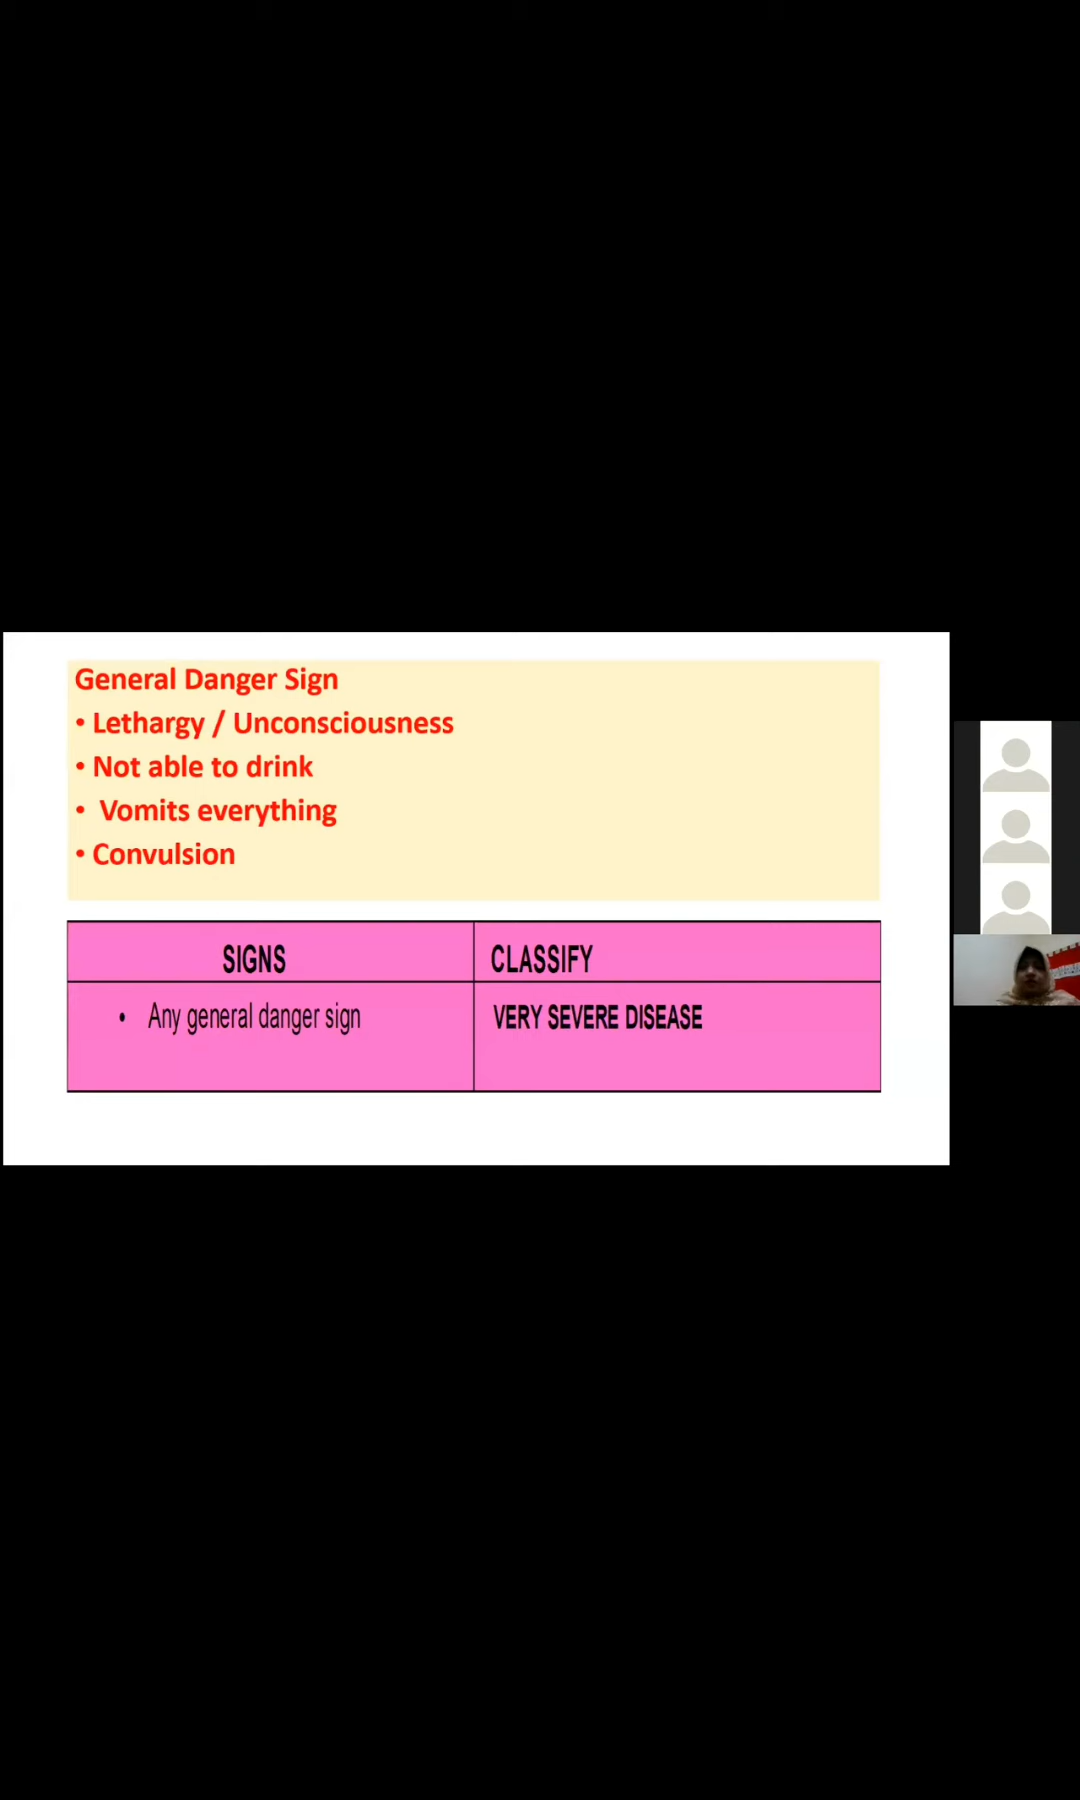 General Danger Sign
• Lethargy / Unconsciousness
• Not able to drink
• Vomits everything
• Convulsion
SIGNS CLASSIFY
• Any general danger sign VERY SEVERE DISEASE